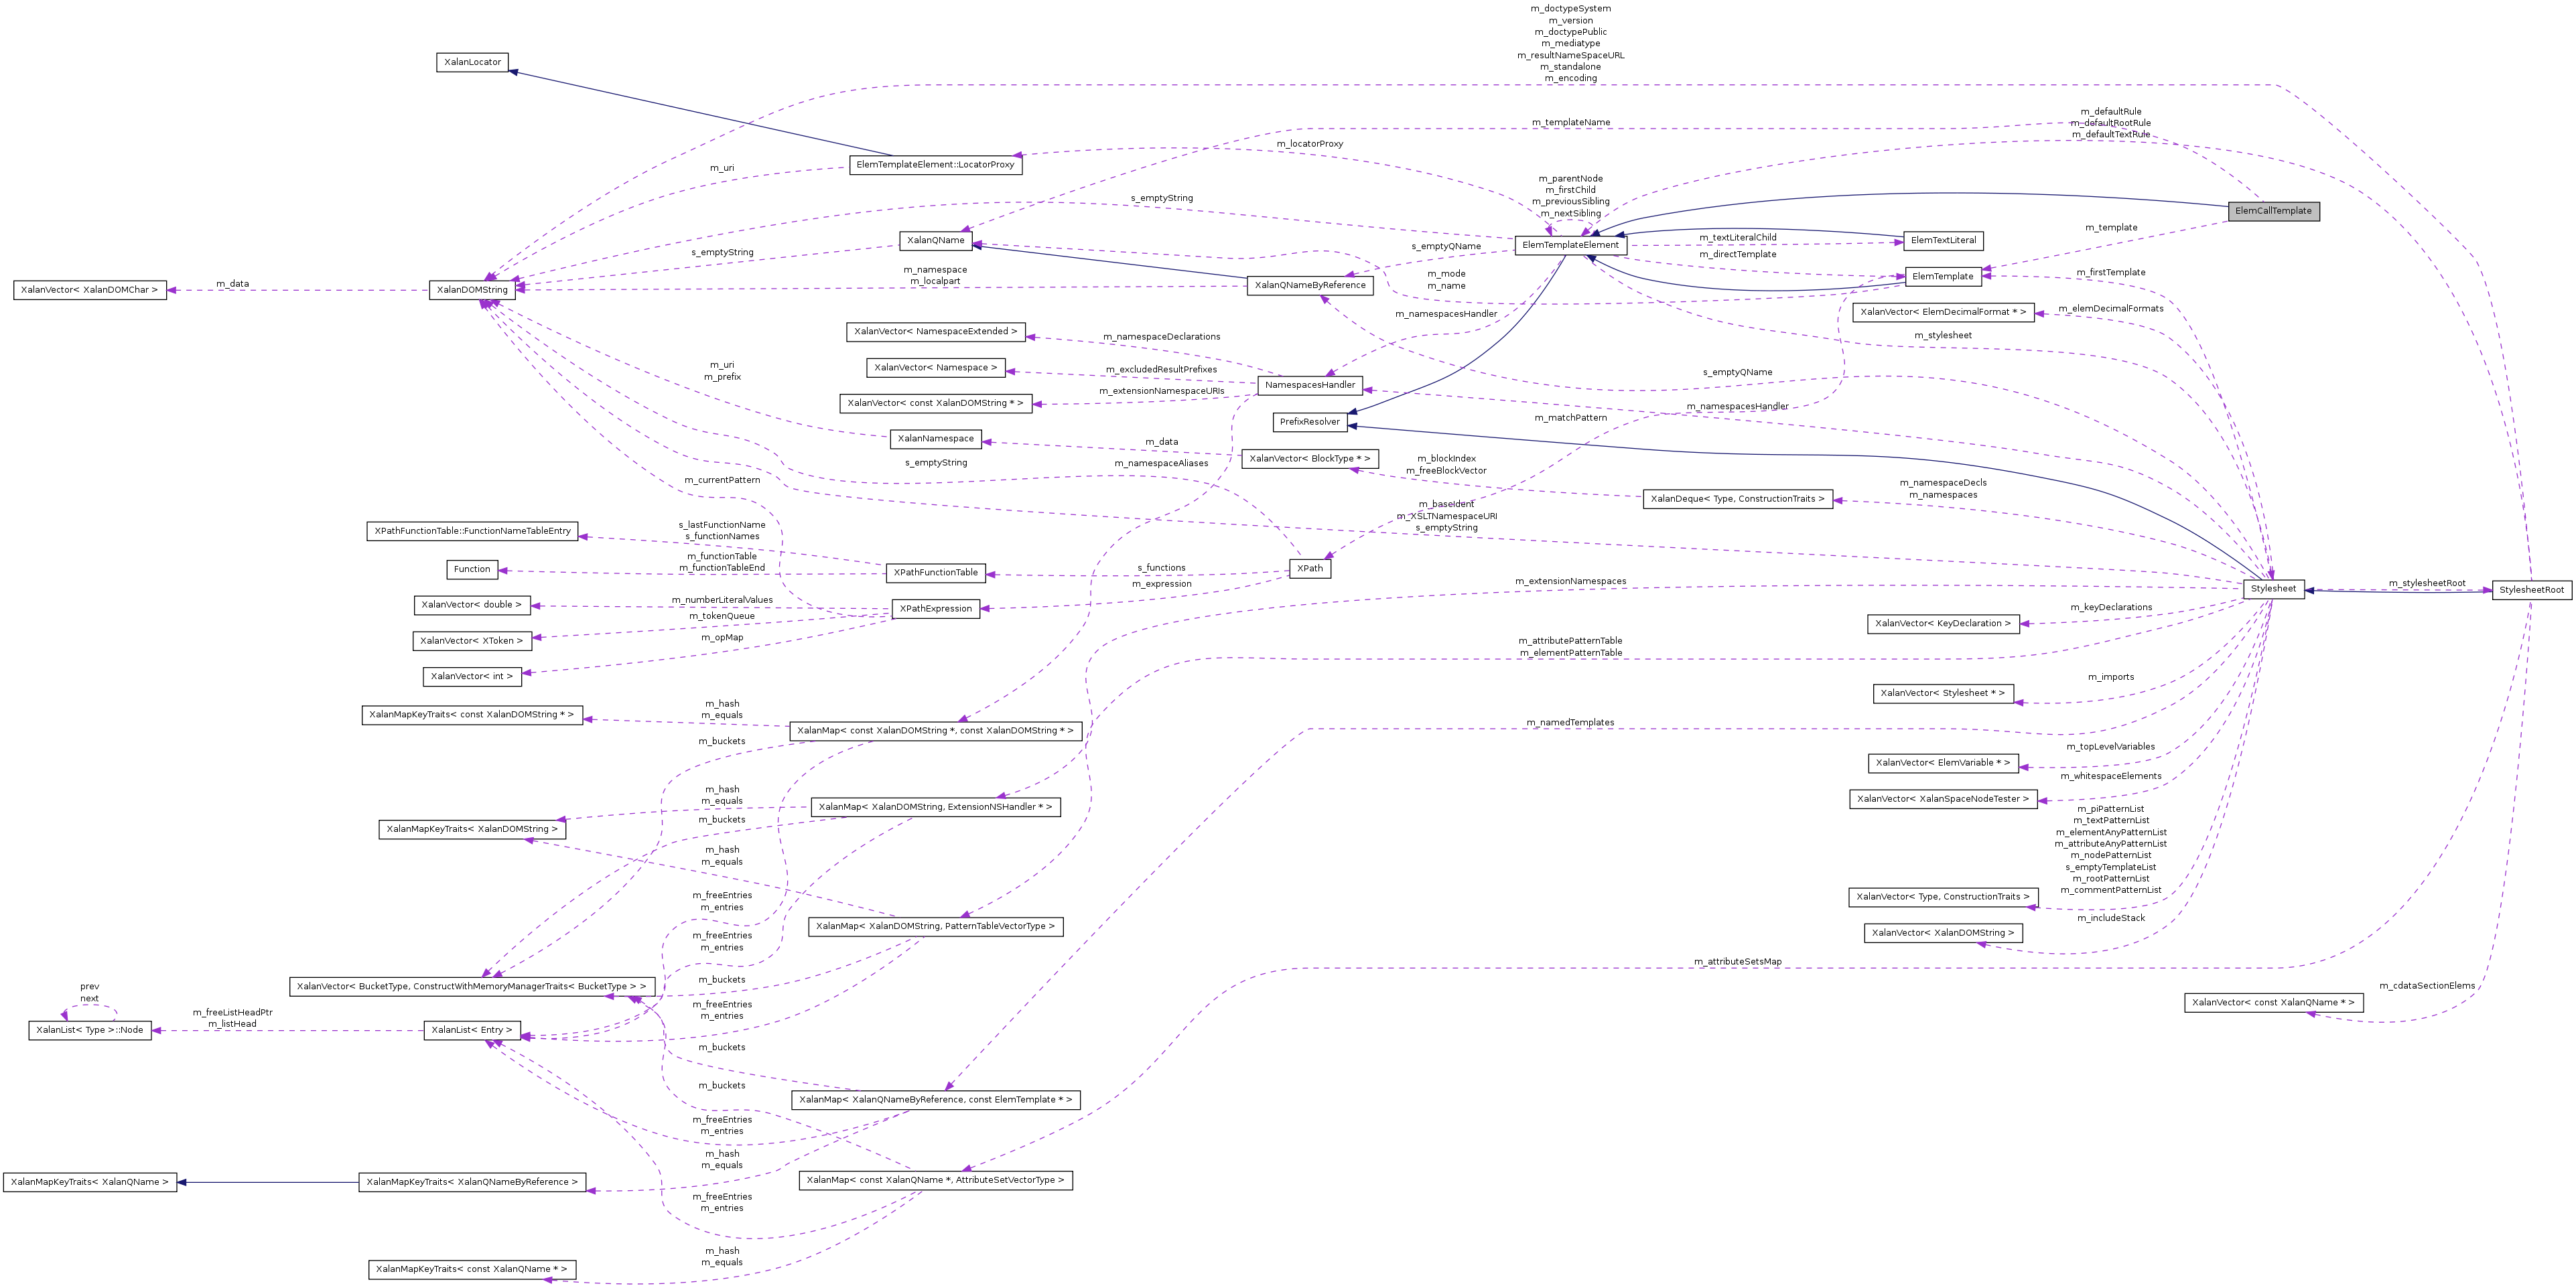 m_doctypeSystem
m_version
m_doctypePublic
m_mediatype
m_resultNameSpaceURL
m_standalone
m_encoding
XalanLocator
m_templateName
m_defaultRule
m_defaultRootRule
m_defaultTextRule
m_locatorProxy
ElemTemplateElement::LocatorProxy
m_uri
m_parentNode
m_firstChild
m_previousSibling
m_nextSibling
s_emptyString
ElemCallTemplate
m_template
XalanQName
s_emptyString
s_emptyQName
ElemTemplateElement
m_textLiteralChild
ElemTextLiteral
m_directTemplate
m_namespace
m_localpart
m_mode
m_name
XalanQNameByReference
ElemTemplate
m_firstTemplate
XalanVector< XalanDOMChar >
m_data
XalanDOMString
XalanVector< NamespaceExtended >
m_namespaceDeclarations
m_namespacesHandler
XalanVector< ElemDecimalFormat * >
m_elemDecimalFormats
m_stylesheet
XalanVector< Namespace >
m_excludedResultPrefixes
m_uri
m_prefix
NamespacesHandler
s_emptyQName
XalanVector< const XalanDOMString * >
m_extensionNamespaceURIs
m_namespacesHandler
PrefixResolver
m_matchPattern
XalanNamespace
m_data
XalanVector< BlockType * >
m_blockIndex
m_freeBlockVector
s_emptyString
m_namespaceAliases
m_currentPattern
XalanDeque< Type, ConstructionTraits >
m_namespaceDecls
m_namespaces
m_baseIdent
m_XSLTNamespaceURI
s_emptyString
XPathFunctionTable::FunctionNameTableEntry
s_lastFunctionName
s_functionNames
Function
m_functionTable
m_functionTableEnd
XPathFunctionTable
s_functions
XPath
m_expression
m_extensionNamespaces
Stylesheet
m_stylesheetRoot
StylesheetRoot
XalanVector< double >
m_numberLiteralValues
XPathExpression
m_tokenQueue
XalanVector< XToken >
m_opMap
XalanVector< int >
m_keyDeclarations
XalanVector< KeyDeclaration >
m_attributePatternTable
m_elementPatternTable
m_imports
XalanVector< Stylesheet * >
XalanMapKeyTraits< const XalanDOMString * >
m_hash
m_equals
XalanMap< const XalanDOMString *, const XalanDOMString * >
m_namedTemplates
m_buckets
m_topLevelVariables
XalanVector< ElemVariable * >
m_whitespaceElements
XalanVector< XalanSpaceNodeTester >
m_hash
m_equals
XalanMap< XalanDOMString, ExtensionNSHandler * >
m_buckets
XalanMapKeyTraits< XalanDOMString >
m_hash
m_equals
m_piPatternList
m_textPatternList
m_elementAnyPatternList
m_attributeAnyPatternList
m_nodePatternList
s_emptyTemplateList
m_rootPatternList
m_commentPatternList
XalanVector< Type, ConstructionTraits >
m_freeEntries
m_entries
XalanMap< XalanDOMString, PatternTableVectorType >
m_includeStack
XalanVector< XalanDOMString >
m_freeEntries
m_entries
m_attributeSetsMap
m_buckets
XalanVector< BucketType, ConstructWithMemoryManagerTraits< BucketType > >
m_cdataSectionElems
XalanVector< const XalanQName * >
prev
next
XalanList< Type >::Node
m_freeListHeadPtr
m_listHead
XalanList< Entry >
m_freeEntries
m_entries
m_buckets
m_buckets
XalanMap< XalanQNameByReference, const ElemTemplate * >
m_freeEntries
m_entries
m_hash
m_equals
XalanMapKeyTraits< XalanQName >
XalanMapKeyTraits< XalanQNameByReference >
XalanMap< const XalanQName *, AttributeSetVectorType >
m_freeEntries
m_entries
m_hash
m_equals
XalanMapKeyTraits< const XalanQName * >